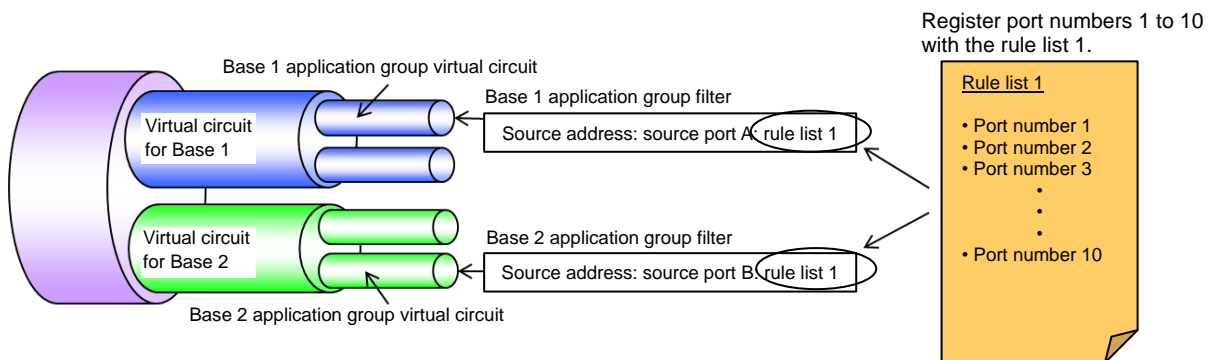 Register port numbers 1 to 10
with the rule list 1.
Base 1 application group virtual circuit
Base 1 application group filter
Virtual circuit
for Base 1
Source address: source port A: rule list 1
Rule list 1
• Port number 1
• Port number 2
• Port number 3
•
•
•
• Port number 10
Virtual circuit
for Base 2
Base 2 application group filter
Source address: source port B: rule list 1
Base 2 application group virtual circuit